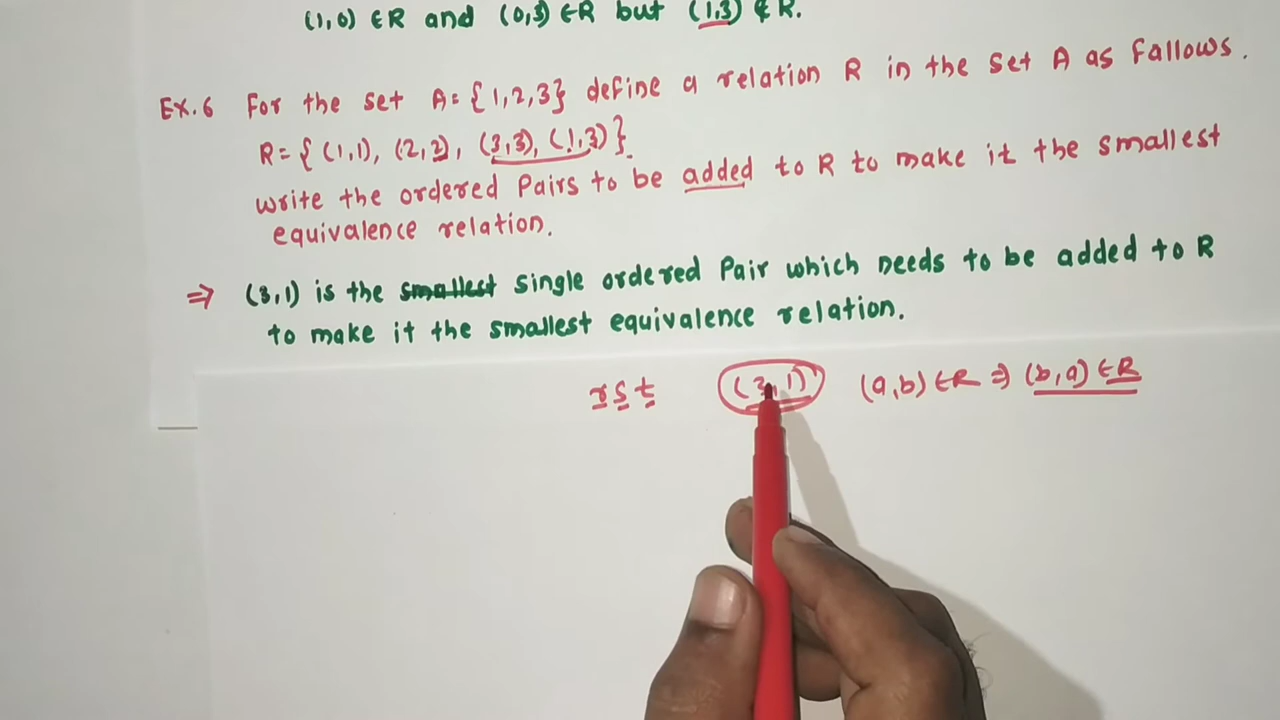 (1,0) ∈ R and (0,3) ∈ R but (1,3) ∉ R.
Ex.6 For the set A = {1,2,3} define a relation R in the set A as fallows.
R = { (1,1), (2,2), (3,3), (1,3)}.
write the ordered Pairs to be added to R to make it the smallest
equivalence relation.
⇒ (3,1) is the smallest single ordered Pair which needs to be added to R
to make it the smallest equivalence relation.
r s t (3,1) (a,b) ∈ R ⇒ (b,a) ∈ R